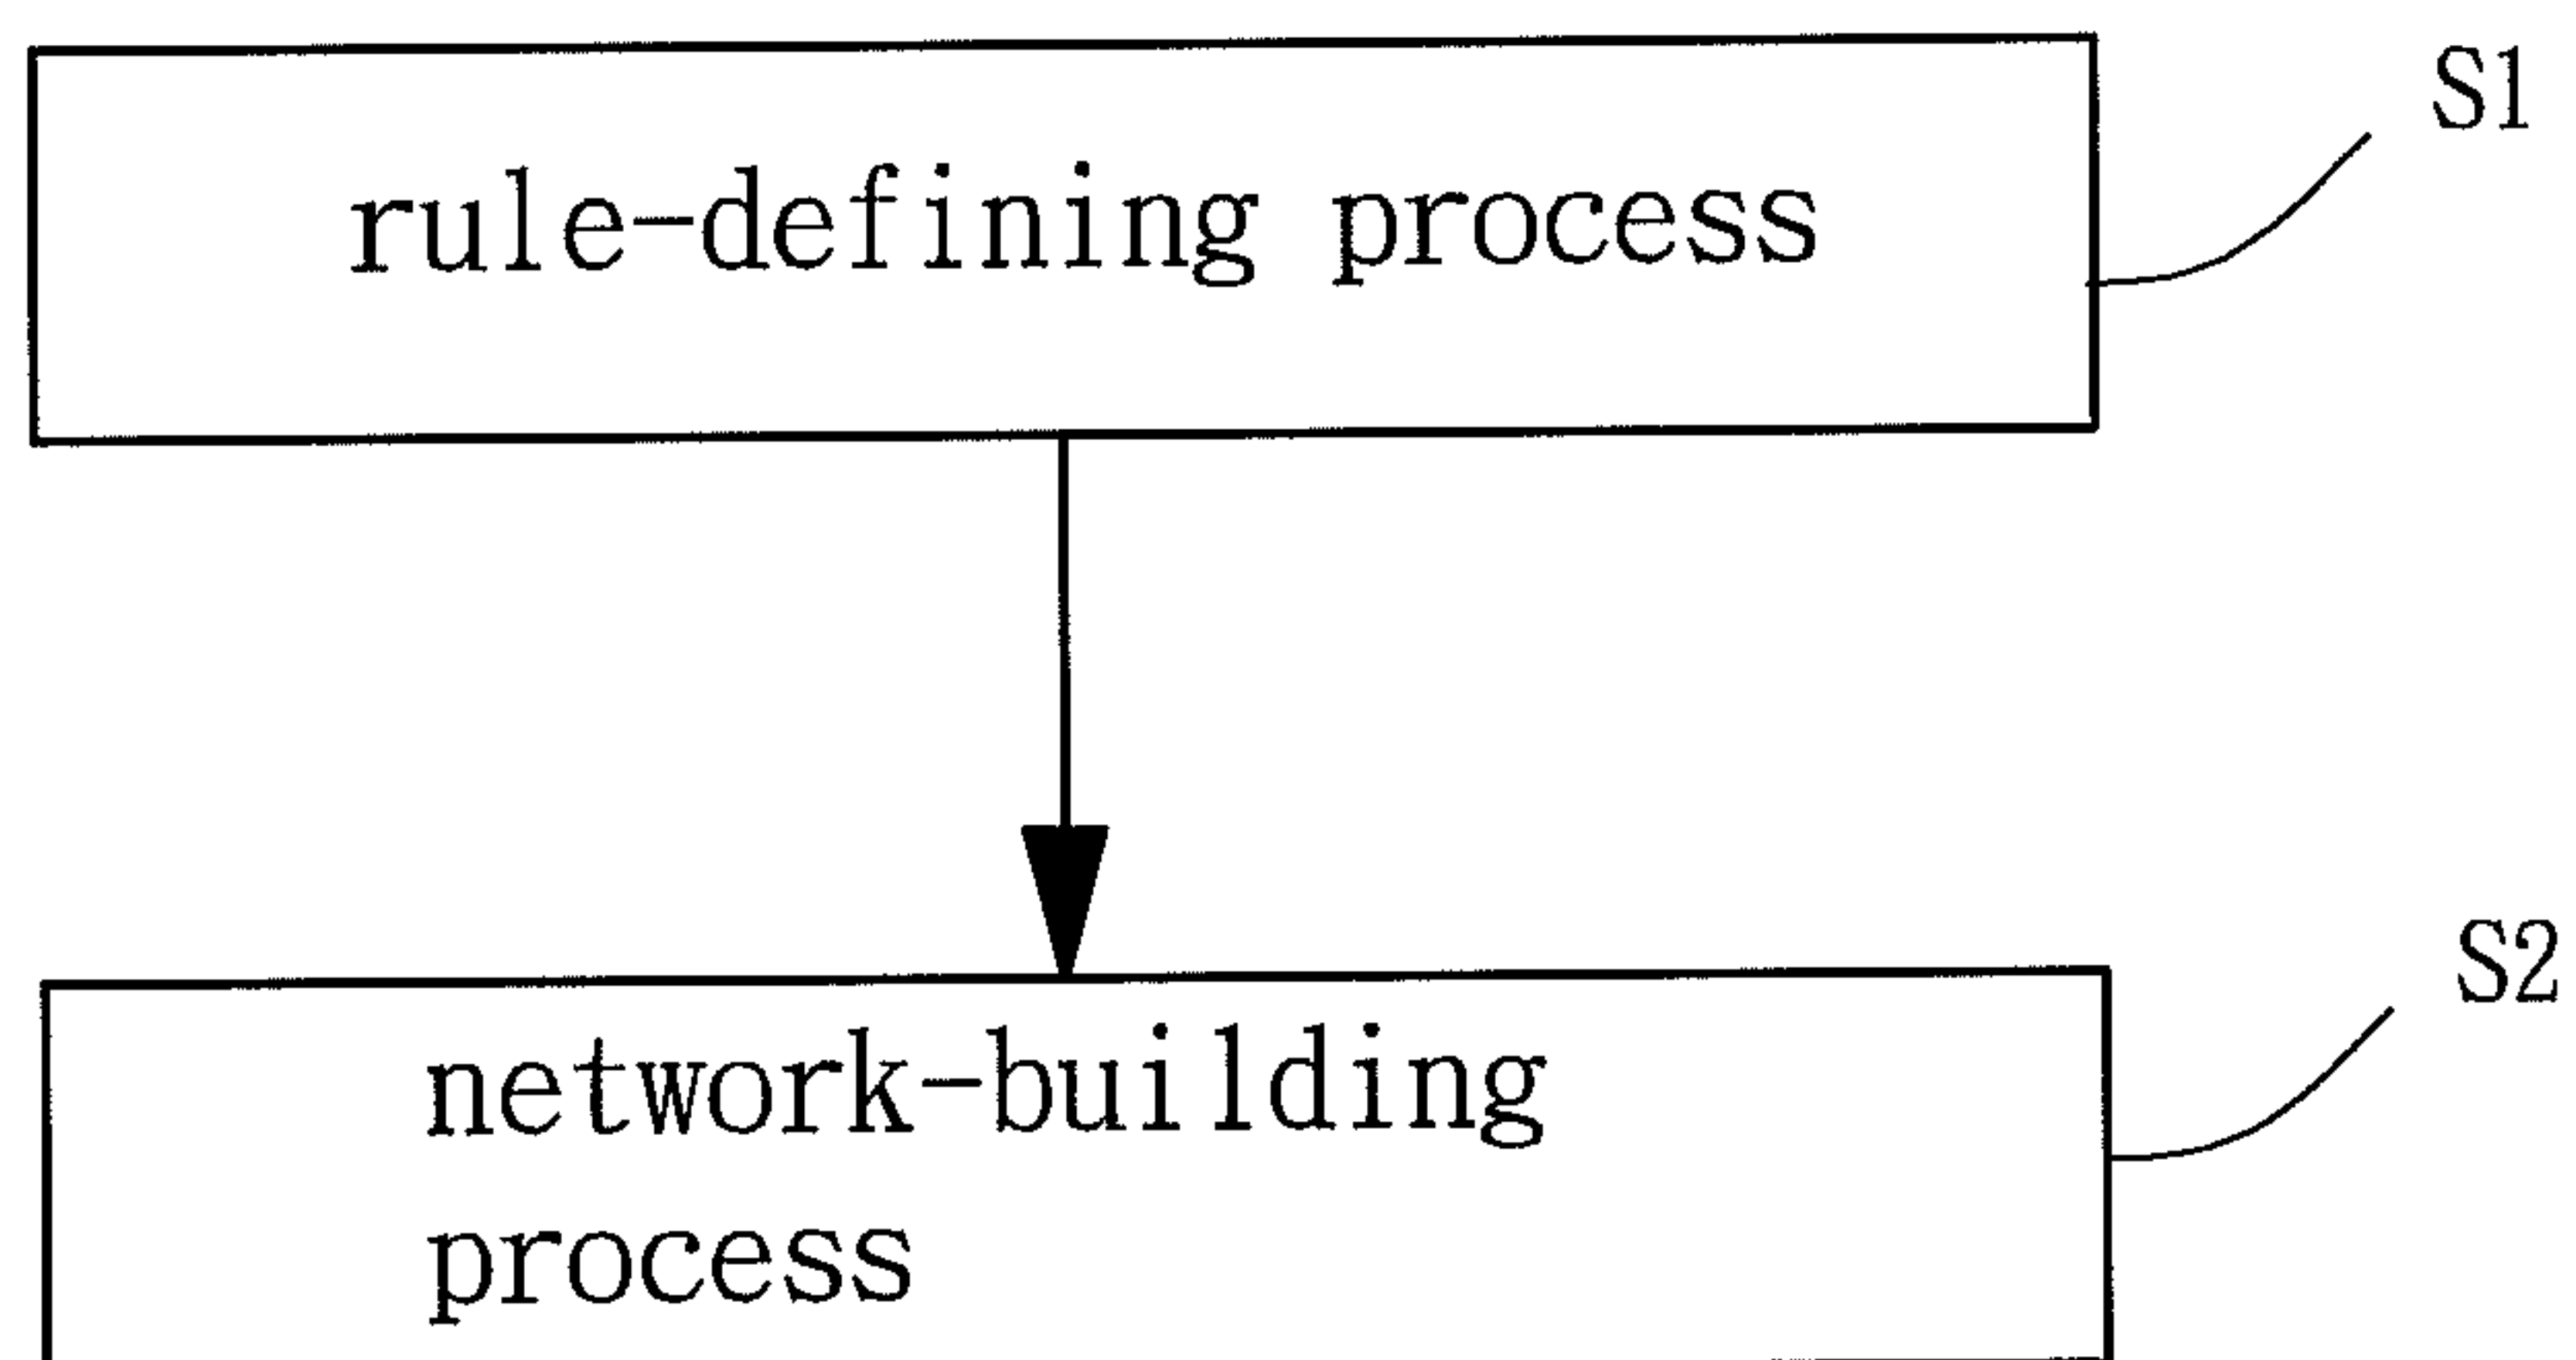 S1
rule-defining process
S2
network-building
process